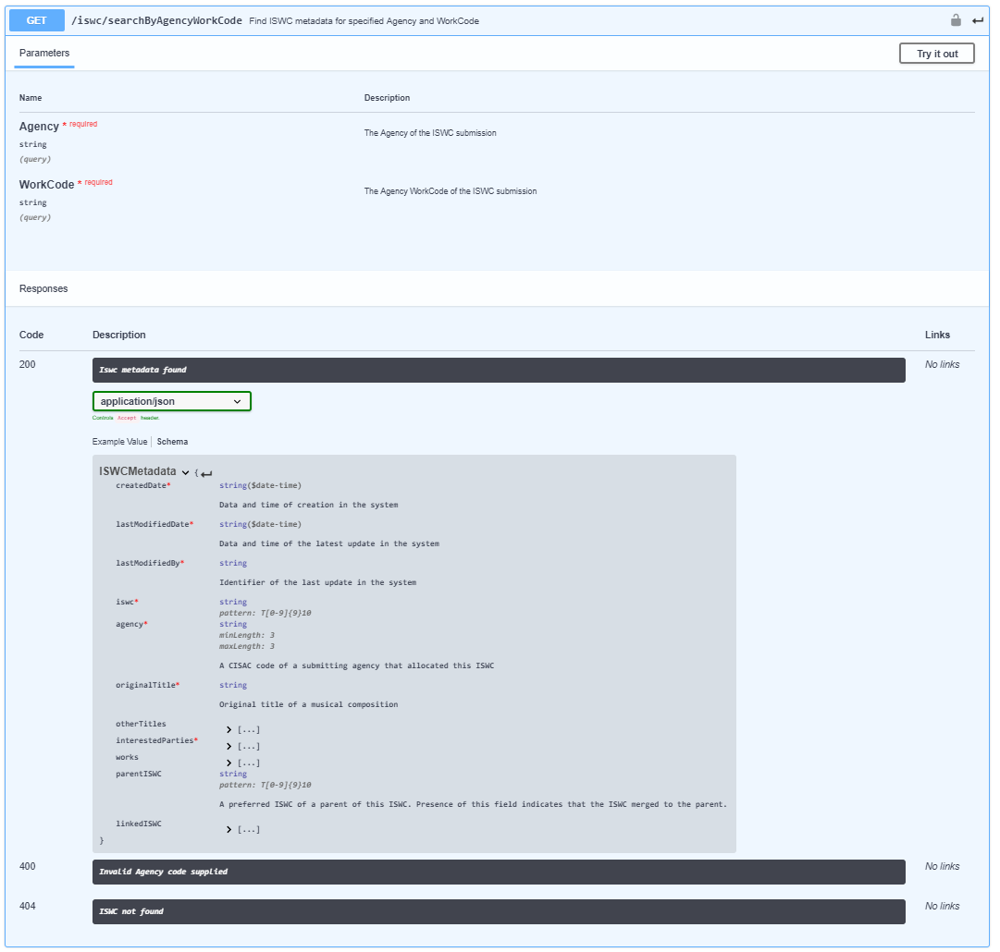 GET /iswc/searchByAgencyWorkCode Find ISWC metadata for specified Agency and WorkCode
Parameters Try it out
Name Description
Agency * required
The Agency of the ISWC submission
string
(query)
WorkCode * required
The Agency WorkCode of the ISWC submission
string
(query)
Responses
Code Description Links
200 Iswc metadata found No links
application/json
Controls Accept header.
Example Value Schema
ISWCMetadata {
createdDate* string($date-time)
Data and time of creation in the system
lastModifiedDate* string($date-time)
Data and time of the latest update in the system
lastModifiedBy* string
Identifier of the last update in the system
iswc* string
pattern: T[0-9]{9}10
agency* string
minLength: 3
maxLength: 3
A CISAC code of a submitting agency that allocated this ISWC
originalTitle* string
Original title of a musical composition
otherTitles [...]
interestedParties* [...]
works [...]
parentISWC string
pattern: T[0-9]{9}10
A preferred ISWC of a parent of this ISWC. Presence of this field indicates that the ISWC merged to the parent.
linkedISWC [...]
}
400 Invalid Agency code supplied No links
404 ISWC not found No links